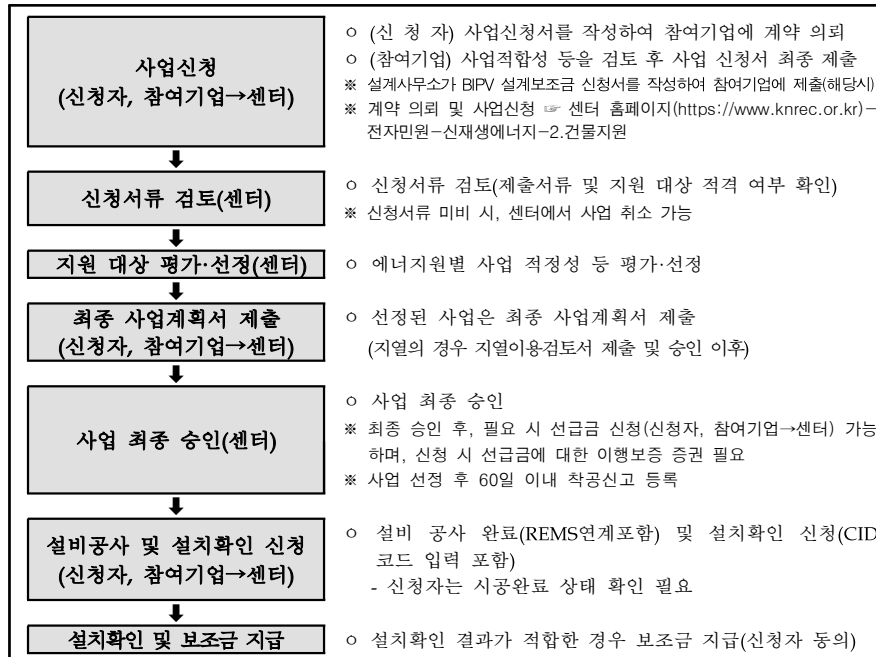 사업신청
(신청자, 참여기업→센터)
○ (신 청 자) 사업신청서를 작성하여 참여기업에 계약 의뢰
○ (참여기업) 사업적합성 등을 검토 후 사업 신청서 최종 제출
※ 설계사무소가 BIPV 설계보조금 신청서를 작성하여 참여기업에 제출(해당시)
※ 계약 의뢰 및 사업신청 ☞ 센터 홈페이지(https://www.knrec.or.kr)-
전자민원-신재생에너지-2.건물지원
신청서류 검토(센터)
○ 신청서류 검토(제출서류 및 지원 대상 적격 여부 확인)
※ 신청서류 미비 시, 센터에서 사업 취소 가능
지원 대상 평가·선정(센터)
○ 에너지원별 사업 적정성 등 평가·선정
최종 사업계획서 제출
(신청자, 참여기업→센터)
○ 선정된 사업은 최종 사업계획서 제출
(지열의 경우 지열이용검토서 제출 및 승인 이후)
사업 최종 승인(센터)
○ 사업 최종 승인
※ 최종 승인 후, 필요 시 선급금 신청(신청자, 참여기업→센터) 가능
하며, 신청 시 선급금에 대한 이행보증 증권 필요
※ 사업 선정 후 60일 이내 착공신고 등록
설비공사 및 설치확인 신청
(신청자, 참여기업→센터)
○ 설비 공사 완료(REMS연계포함) 및 설치확인 신청(CID
코드 입력 포함)
- 신청자는 시공완료 상태 확인 필요
설치확인 및 보조금 지급
○ 설치확인 결과가 적합한 경우 보조금 지급(신청자 동의)